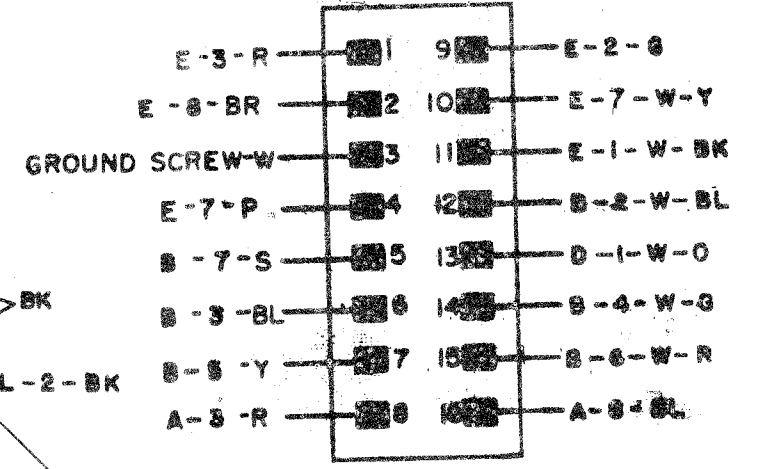 E-3-R 1 9 E-2-G
E-8-BR 2 10 E-7-W-Y
GROUND SCREW-W 3 11 E-1-W-BK
E-7-P 4 12 B-2-W-BL
B-7-S 5 13 D-1-W-O
BK
B-3-BL 6 14 B-4-W-G
L-2-BK B-5-Y 7 15 B-6-W-R
A-3-R 8 16 A-8-BL